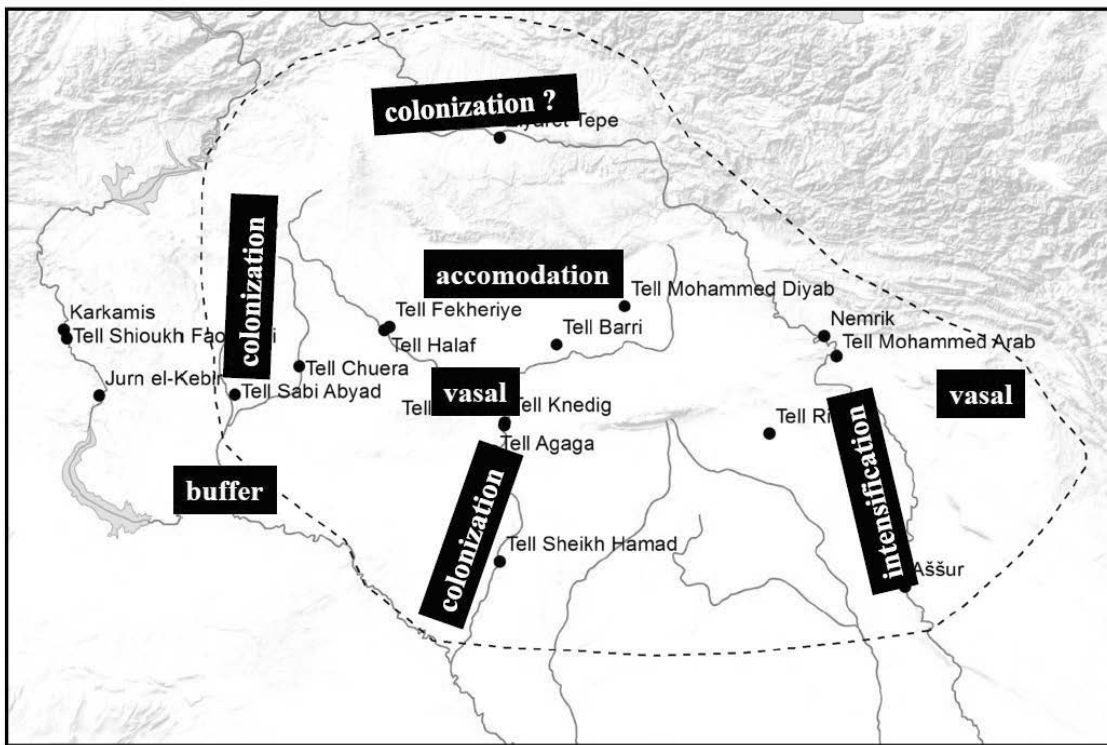 colonization ?
Tepe
colonization
accomodation
Tell Mohammed Diyab
Karkamis
Tell Fekheriye
Nemrik
Tell Shioukh
Tell Halaf
Tell Barri
Tell Mohammed Arab
Jurn el-Kebir
Tell Chuera
Tell Sabi Abyad
vasal
vasal
Tell
Tell Knedig
Tell
Tell Agaga
buffer
colonization
intensification
Tell Sheikh Hamad
Aššur